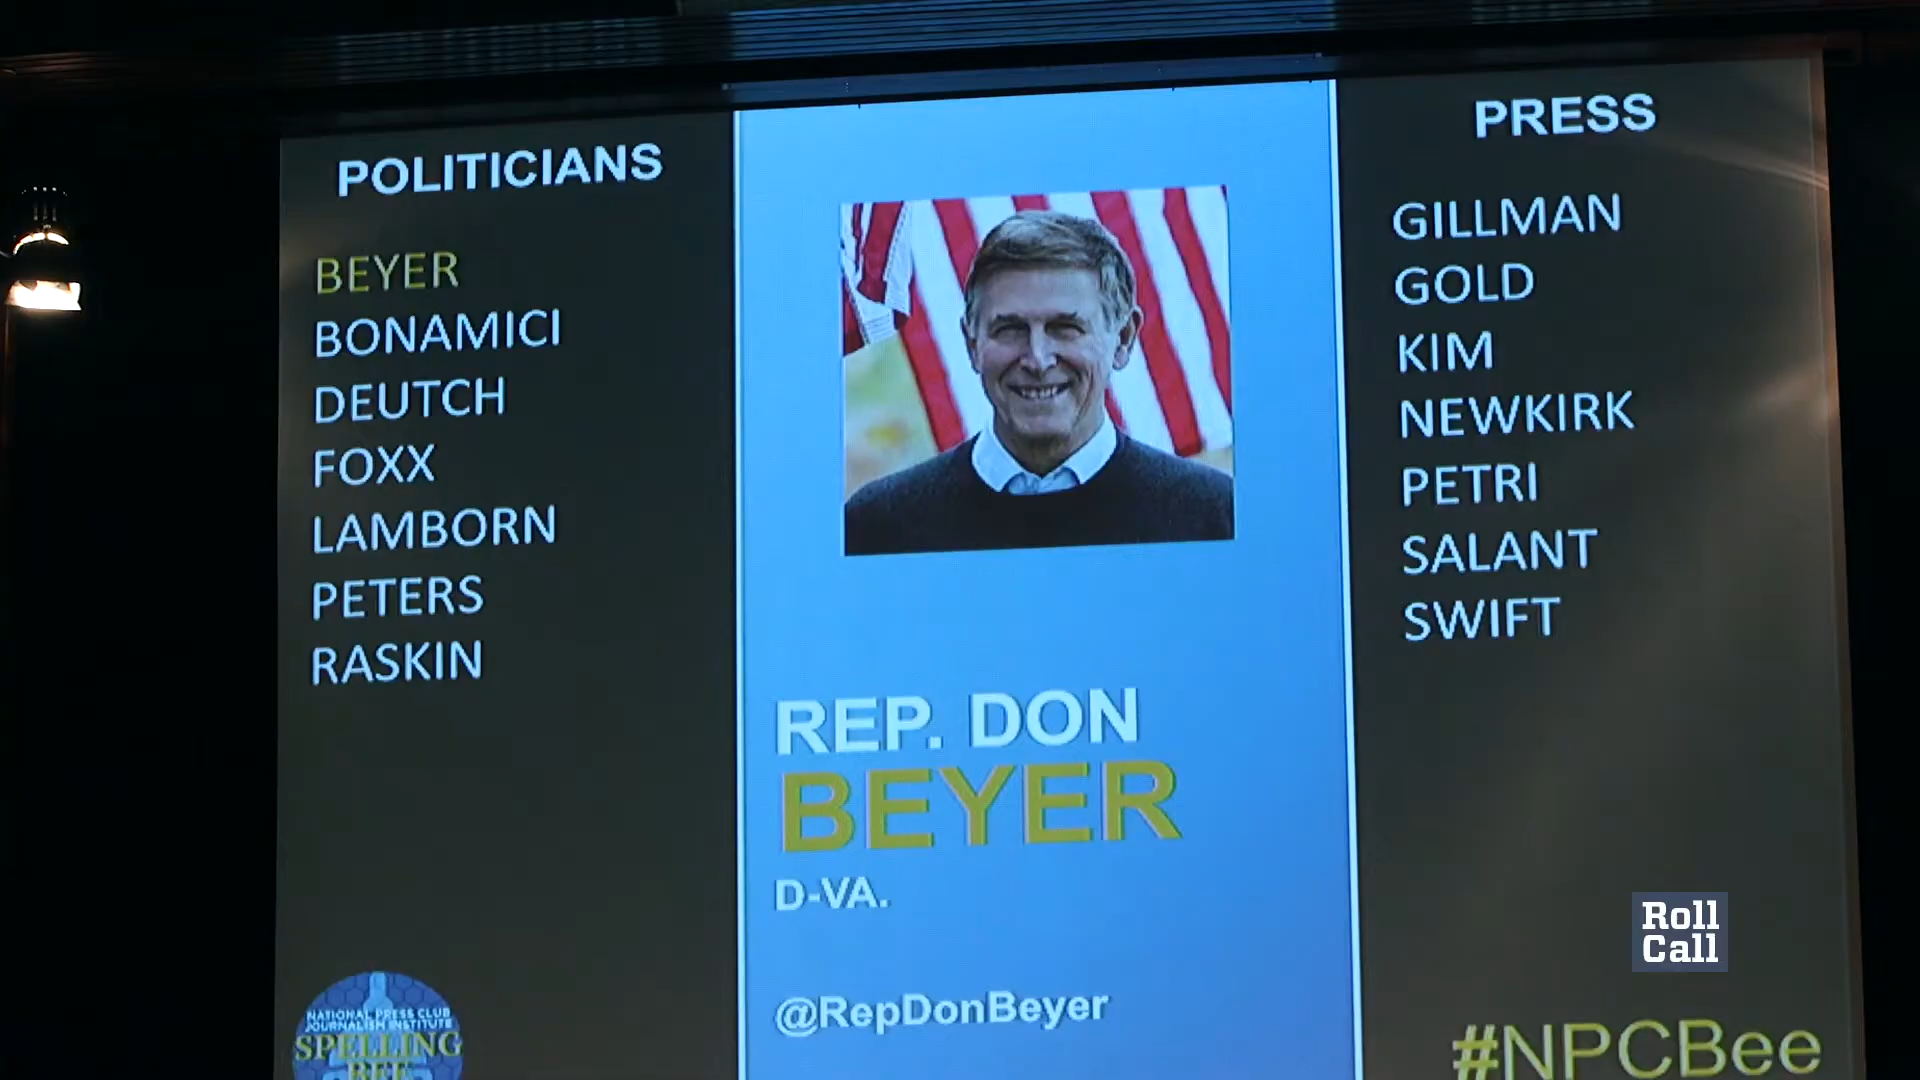 POLITICIANS
BEYER
BONAMICI
DEUTCH
FOXX
LAMBORN
PETERS
RASKIN
NATIONAL PRESS CLUB
JOURNALISM INSTITUTE
SPELLING
BEE
REP. DON
BEYER
D-VA.
@RepDonBeyer
PRESS
GILLMAN
GOLD
KIM
NEWKIRK
PETRI
SALANT
SWIFT
Roll
Call
#NPCBee